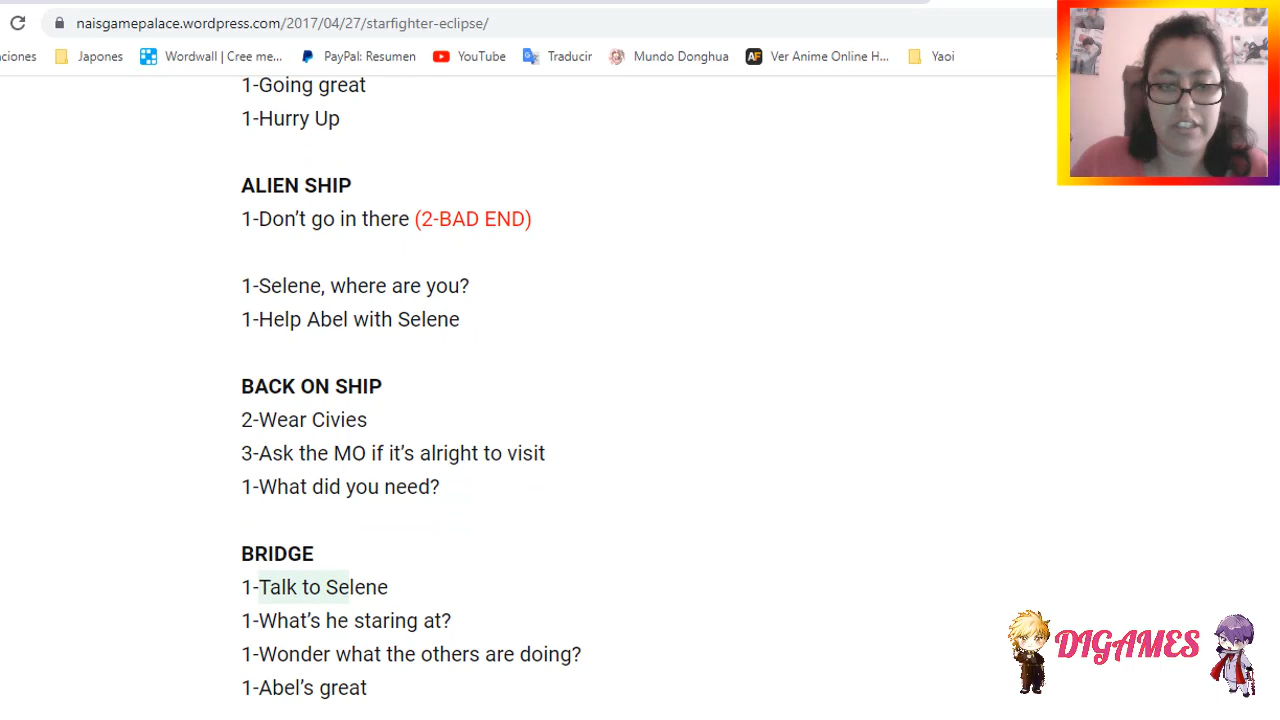 naisgamepalace.wordpress.com/2017/04/27/starfighter-eclipse/
ciones Japones Wordwall | Cree me... PayPal: Resumen YouTube Traducir Mundo Donghua Ver Anime Online H... Yaoi
1-Going great
1-Hurry Up
ALIEN SHIP
1-Don’t go in there (2-BAD END)
1-Selene, where are you?
1-Help Abel with Selene
BACK ON SHIP
2-Wear Civies
3-Ask the MO if it’s alright to visit
1-What did you need?
BRIDGE
1-Talk to Selene
1-What’s he staring at?
1-Wonder what the others are doing?
1-Abel’s great
DIGAMES